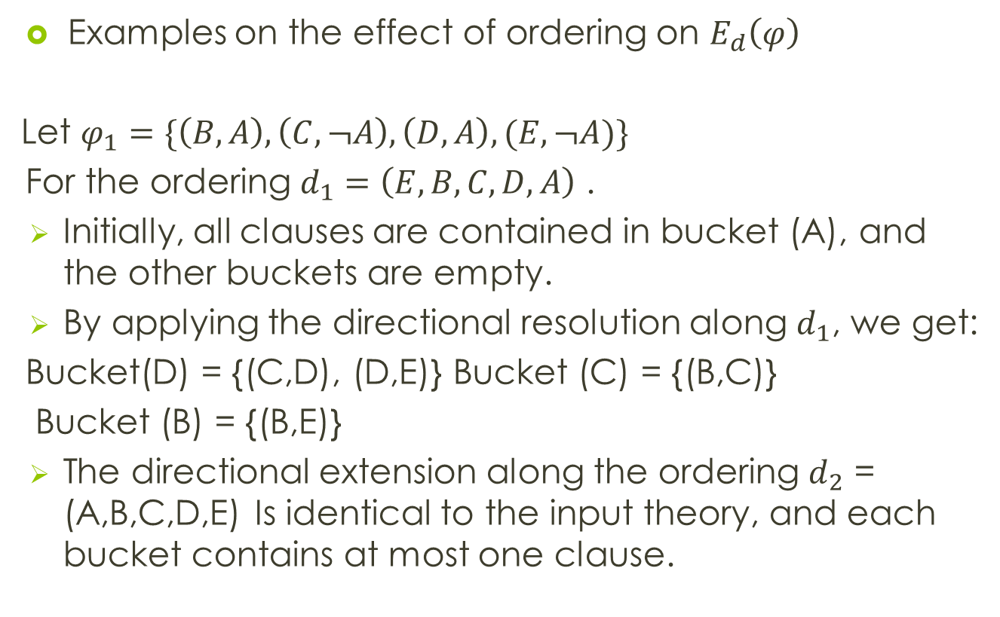 Examples on the effect of ordering on $E_d(\varphi)$
Let $\varphi_1 = \{(B, A), (C, \neg A), (D, A), (E, \neg A)\}$
For the ordering $d_1 = (E, B, C, D, A)$ .
Initially, all clauses are contained in bucket (A), and
the other buckets are empty.
By applying the directional resolution along $d_1$, we get:
Bucket(D) = {(C,D), (D,E)} Bucket (C) = {(B,C)}
Bucket (B) = {(B,E)}
The directional extension along the ordering $d_2$ =
(A,B,C,D,E) Is identical to the input theory, and each
bucket contains at most one clause.